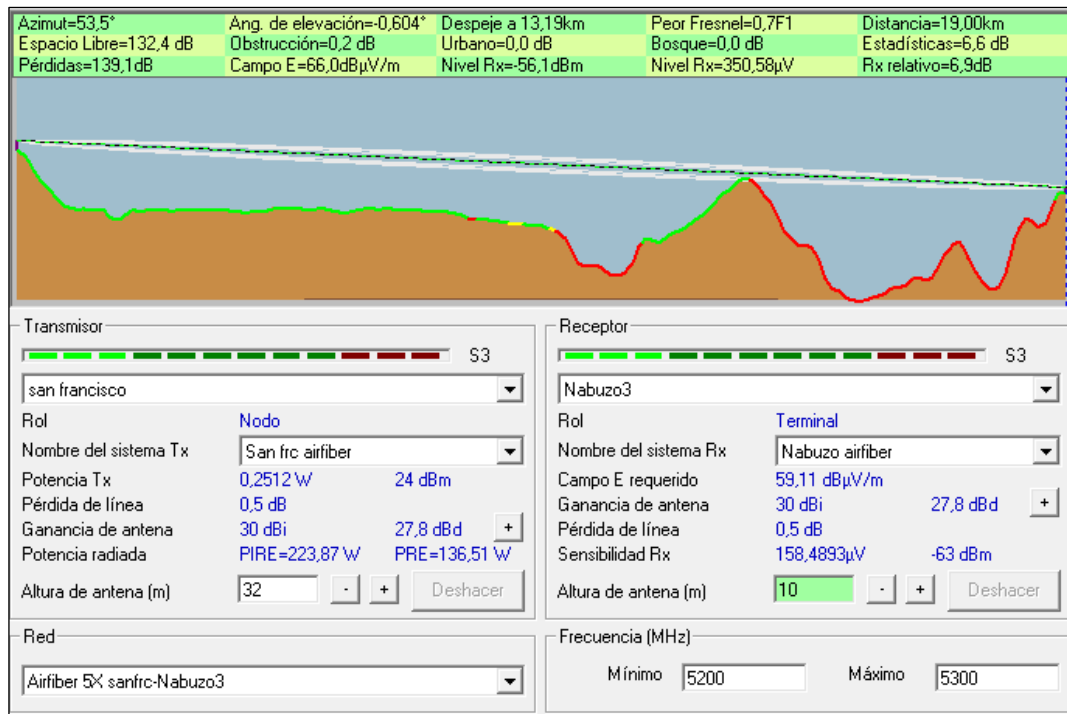 Azimut=53,5° Ang. de elevación=-0,604° Despeje a 13,19km Peor Fresnel=0,7F1 Distancia=19,00km
Espacio Libre=132,4 dB Obstrucción=0,2 dB Urbano=0,0 dB Bosque=0,0 dB Estadísticas=6,6 dB
Pérdidas=139,1dB Campo E=66,0dBµV/m Nivel Rx=-56,1dBm Nivel Rx=350,58µV Rx relativo=6,9dB
Transmisor
S3
san francisco
Rol Nodo
Nombre del sistema Tx San frc airfiber
Potencia Tx 0,2512 W 24 dBm
Pérdida de línea 0,5 dB
Ganancia de antena 30 dBi 27,8 dBd +
Potencia radiada PIRE=223,87 W PRE=136,51 W
Altura de antena (m) 32 - + Deshacer
Receptor
S3
Nabuzo3
Rol Terminal
Nombre del sistema Rx Nabuzo airfiber
Campo E requerido 59,11 dBµV/m
Ganancia de antena 30 dBi 27,8 dBd +
Pérdida de línea 0,5 dB
Sensibilidad Rx 158,4893µV -63 dBm
Altura de antena (m) 10 - + Deshacer
Red
Airfiber 5X sanfrc-Nabuzo3
Frecuencia (MHz)
Mínimo 5200 Máximo 5300